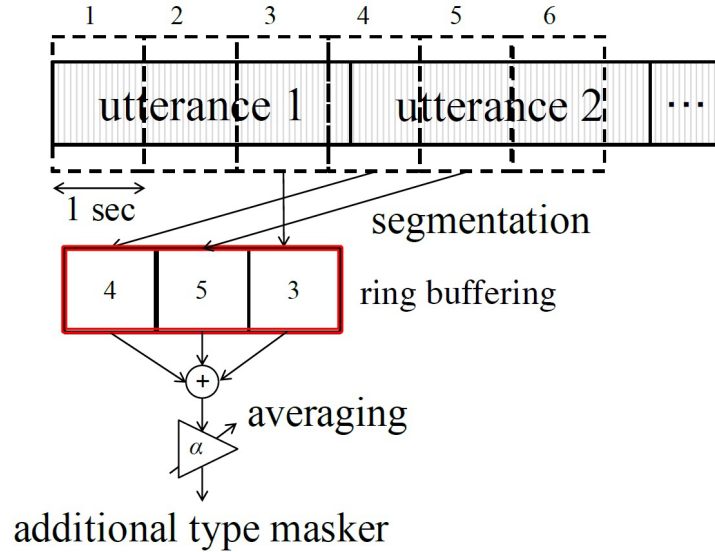 1 2 3 4 5 6
utterance 1 utterance 2 ...
1 sec
segmentation
4 5 3 ring buffering
+
averaging
α
additional type masker